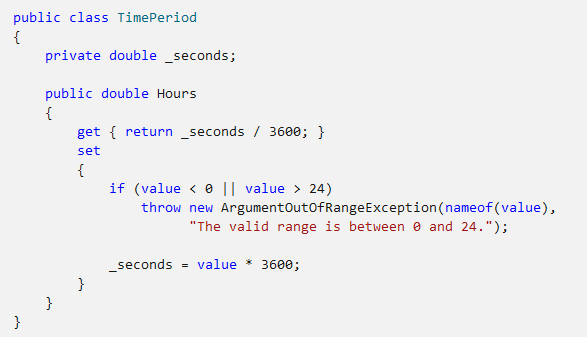 public class TimePeriod
{
    private double _seconds;

    public double Hours
    {
        get { return _seconds / 3600; }
        set
        {
            if (value < 0 || value > 24)
                throw new ArgumentOutOfRangeException(nameof(value),
                      "The valid range is between 0 and 24.");

            _seconds = value * 3600;
        }
    }
}